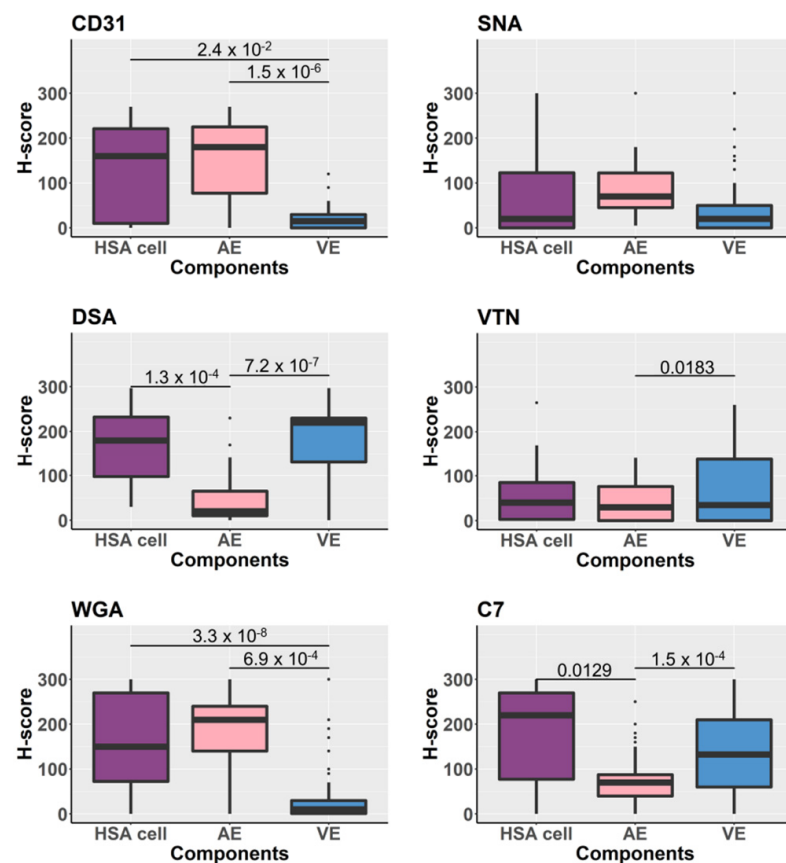 CD31
2.4 x 10⁻²
1.5 x 10⁻⁶
H-score
300
200
100
0
HSA cell AE VE
Components
SNA
H-score
300
200
100
0
HSA cell AE VE
Components
DSA
1.3 x 10⁻⁴
7.2 x 10⁻⁷
H-score
300
200
100
0
HSA cell AE VE
Components
VTN
0.0183
H-score
300
200
100
0
HSA cell AE VE
Components
WGA
3.3 x 10⁻⁸
6.9 x 10⁻⁴
H-score
300
200
100
0
HSA cell AE VE
Components
C7
0.0129
1.5 x 10⁻⁴
H-score
300
200
100
0
HSA cell AE VE
Components